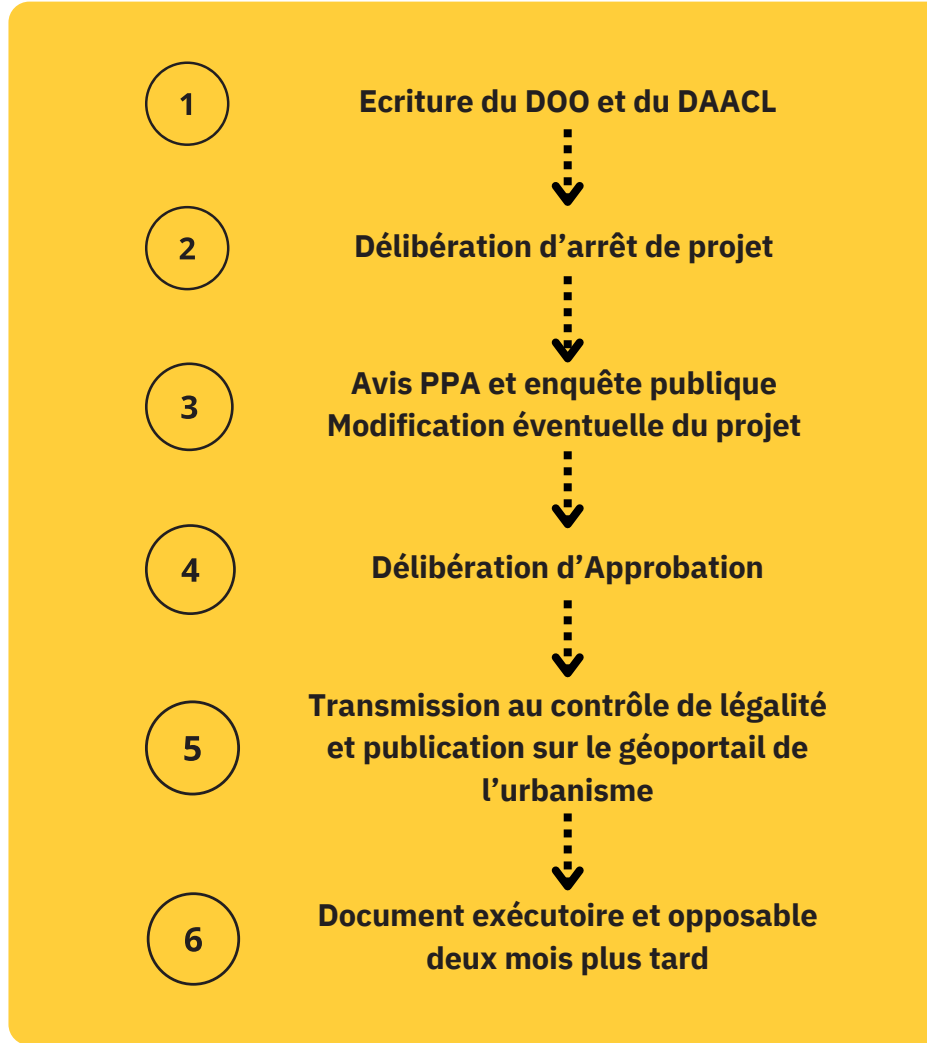 1
Ecriture du DOO et du DAACL
2
Délibération d’arrêt de projet
3
Avis PPA et enquête publique
Modification éventuelle du projet
4
Délibération d’Approbation
5
Transmission au contrôle de légalité
et publication sur le géoportail de
l’urbanisme
6
Document exécutoire et opposable
deux mois plus tard